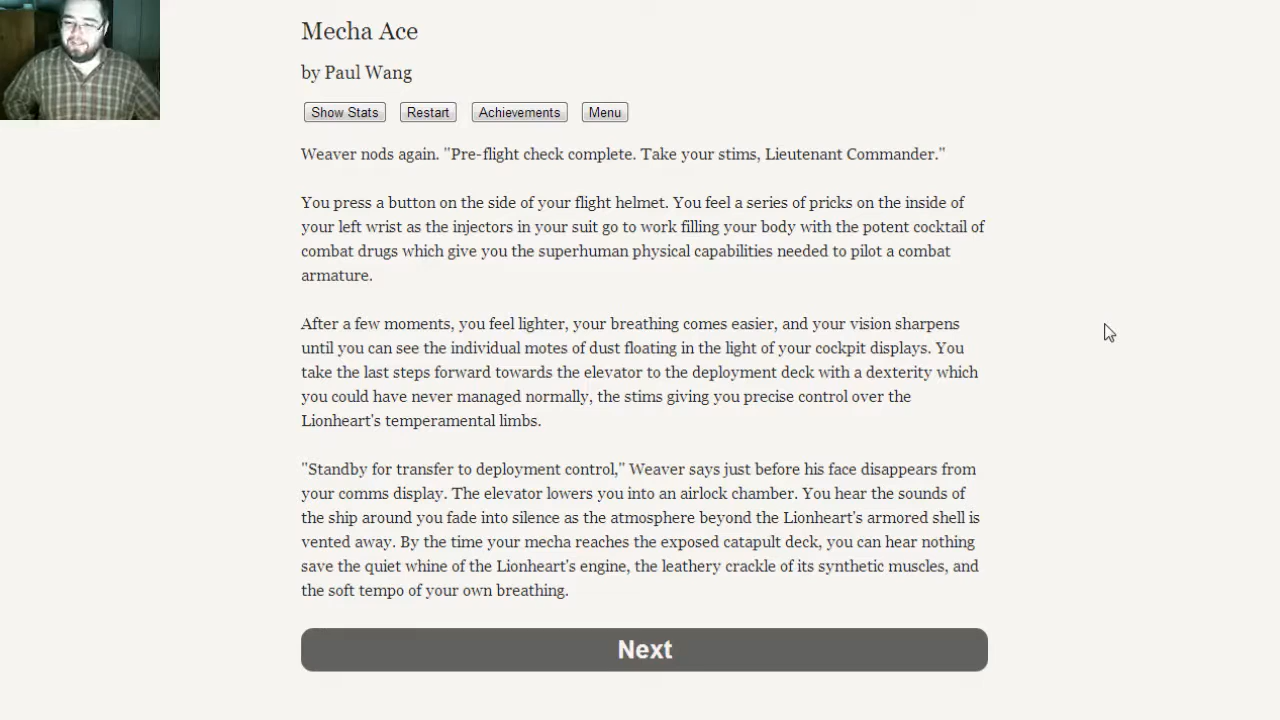 Mecha Ace
by Paul Wang
Show Stats Restart Achievements Menu
Weaver nods again. "Pre-flight check complete. Take your stims, Lieutenant Commander."
You press a button on the side of your flight helmet. You feel a series of pricks on the inside of
your left wrist as the injectors in your suit go to work filling your body with the potent cocktail of
combat drugs which give you the superhuman physical capabilities needed to pilot a combat
armature.
After a few moments, you feel lighter, your breathing comes easier, and your vision sharpens
until you can see the individual motes of dust floating in the light of your cockpit displays. You
take the last steps forward towards the elevator to the deployment deck with a dexterity which
you could have never managed normally, the stims giving you precise control over the
Lionheart's temperamental limbs.
"Standby for transfer to deployment control," Weaver says just before his face disappears from
your comms display. The elevator lowers you into an airlock chamber. You hear the sounds of
the ship around you fade into silence as the atmosphere beyond the Lionheart's armored shell is
vented away. By the time your mecha reaches the exposed catapult deck, you can hear nothing
save the quiet whine of the Lionheart's engine, the leathery crackle of its synthetic muscles, and
the soft tempo of your own breathing.
Next